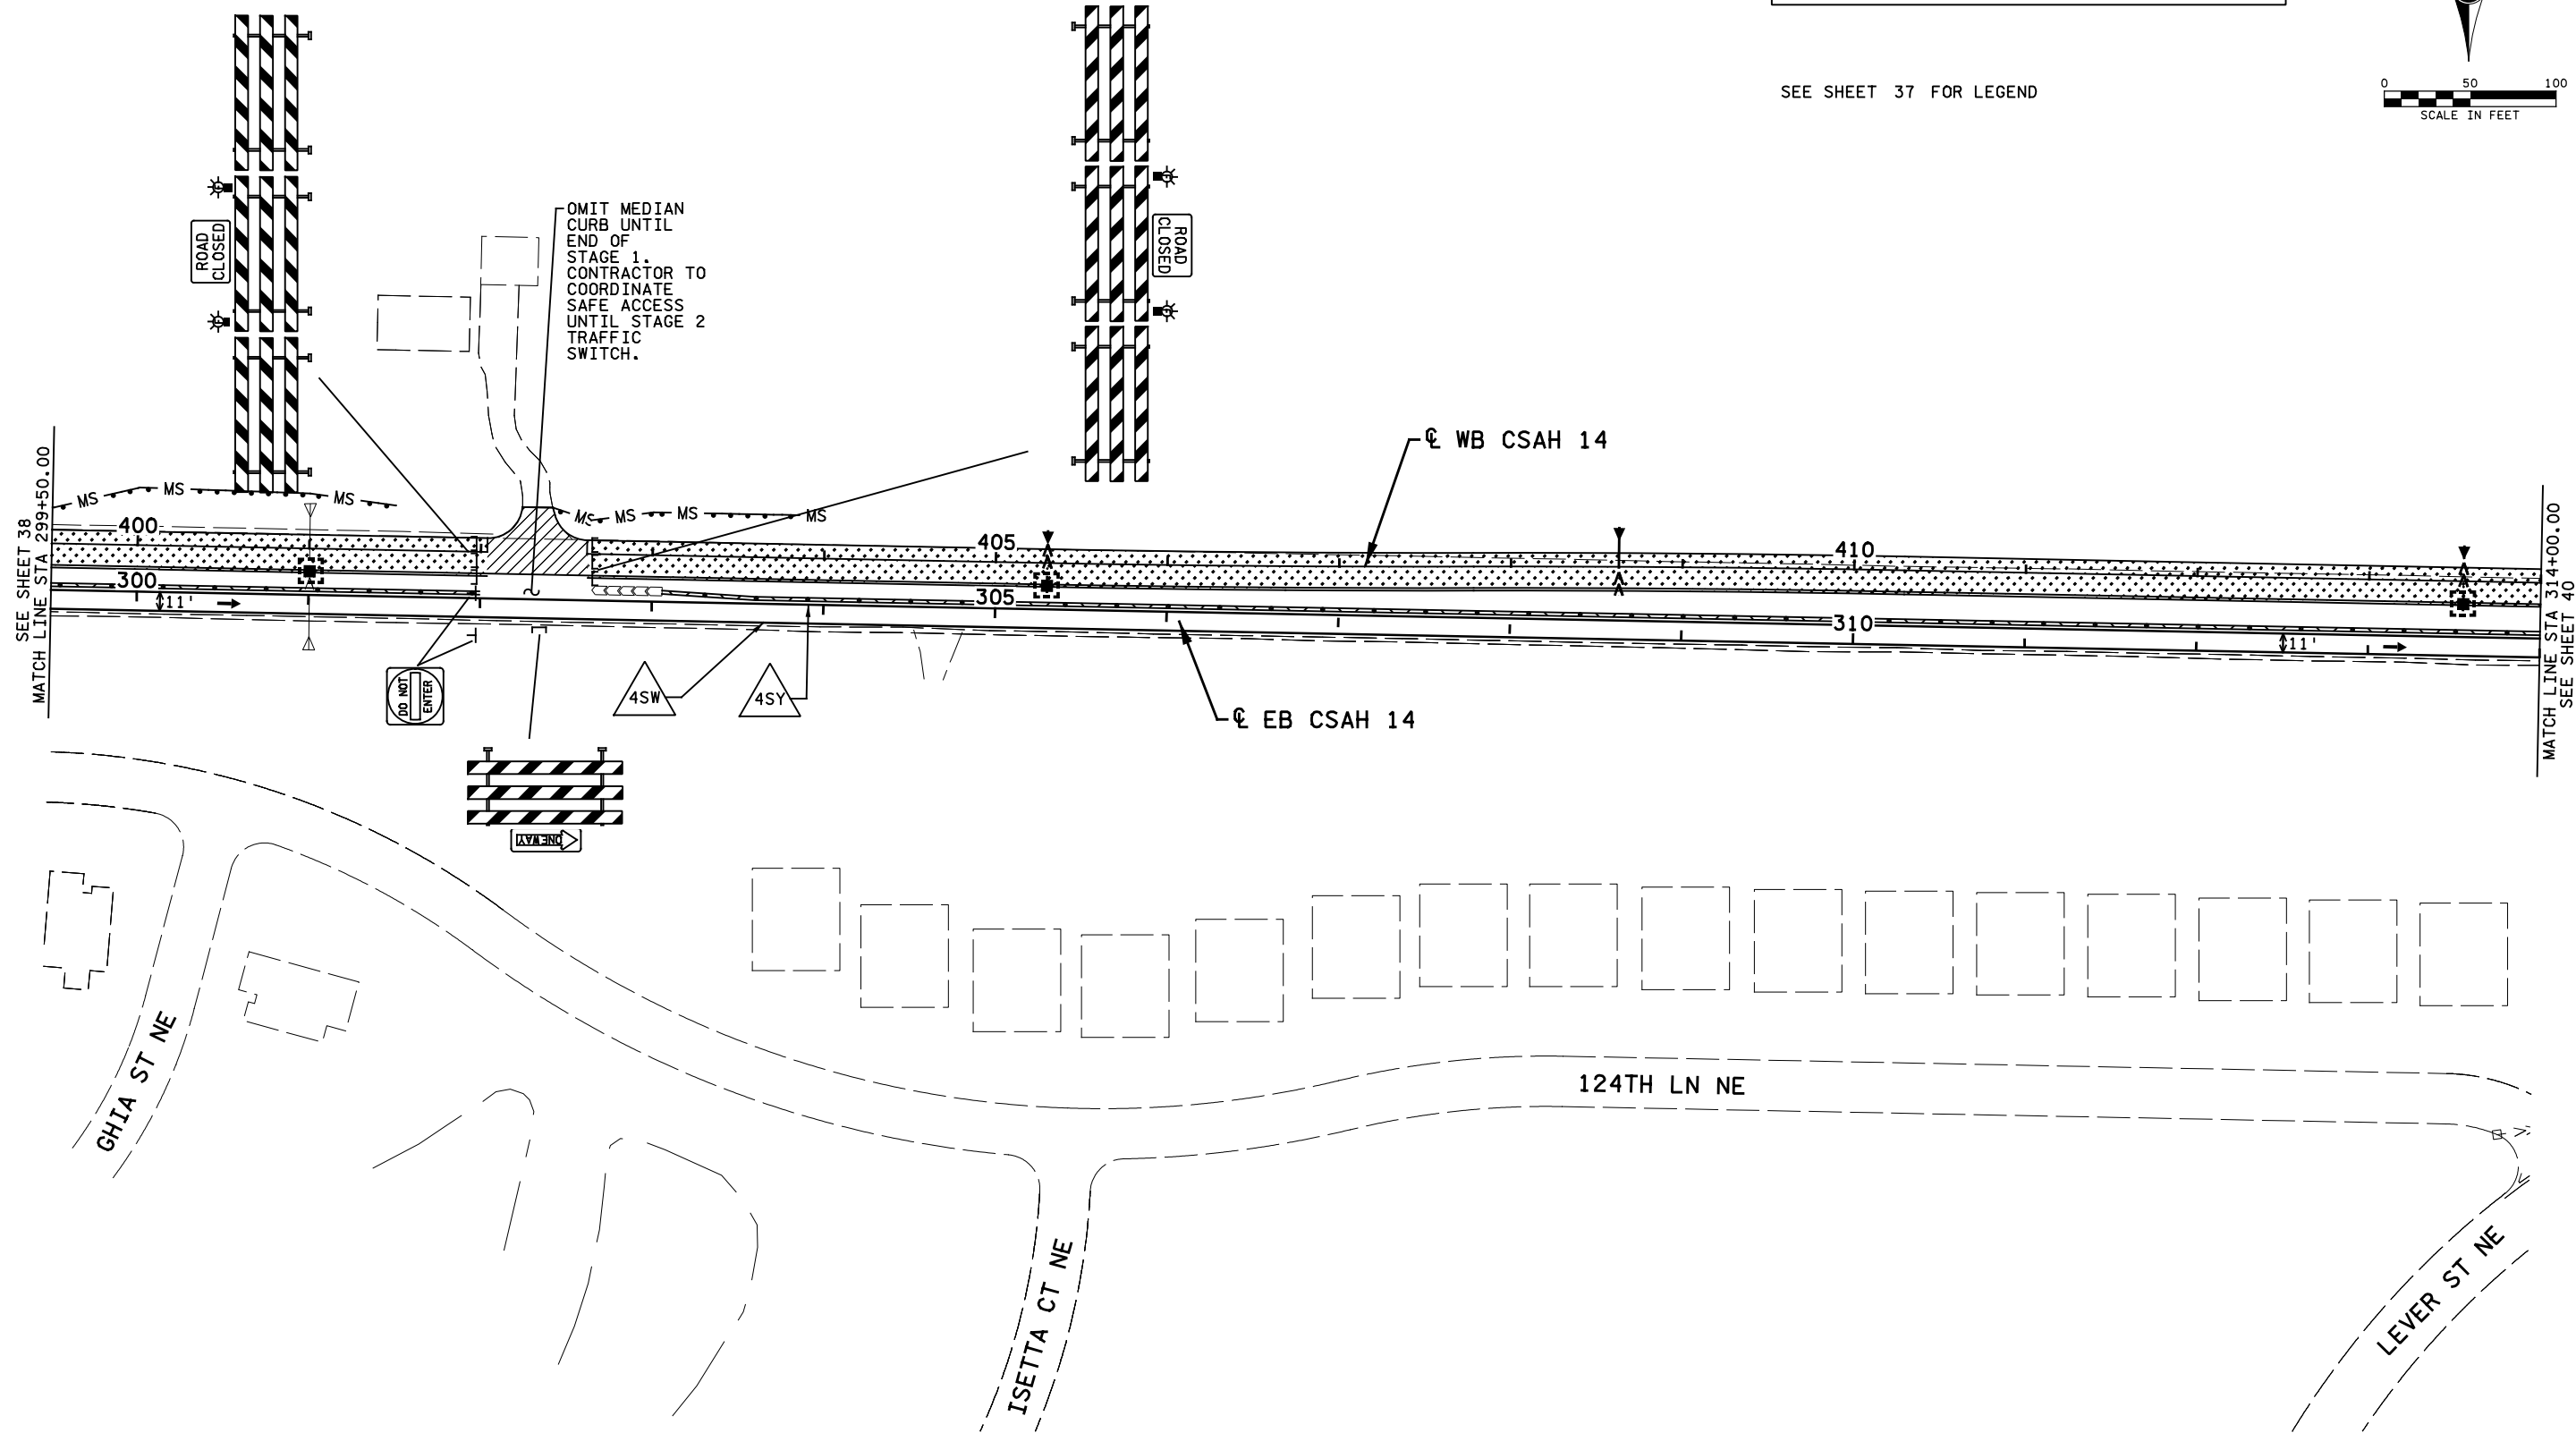 0 50 100
SCALE IN FEET
SEE SHEET 37 FOR LEGEND
ROAD
CLOSED
ROAD
CLOSED
OMIT MEDIAN
CURB UNTIL
END OF
STAGE 1.
CONTRACTOR TO
COORDINATE
SAFE ACCESS
UNTIL STAGE 2
TRAFFIC
SWITCH.
℄ WB CSAH 14
SEE SHEET 38
MATCH LINE STA 299+50.00
MS
MS
MS
MS
MS
MS
MS
400
405
410
300
305
310
11'
11'
MATCH LINE STA 314+00.00
SEE SHEET 40
DO NOT
ENTER
4SW
4SY
℄ EB CSAH 14
ONEWAY
GHIA ST NE
124TH LN NE
ISETTA CT NE
LEVER ST NE